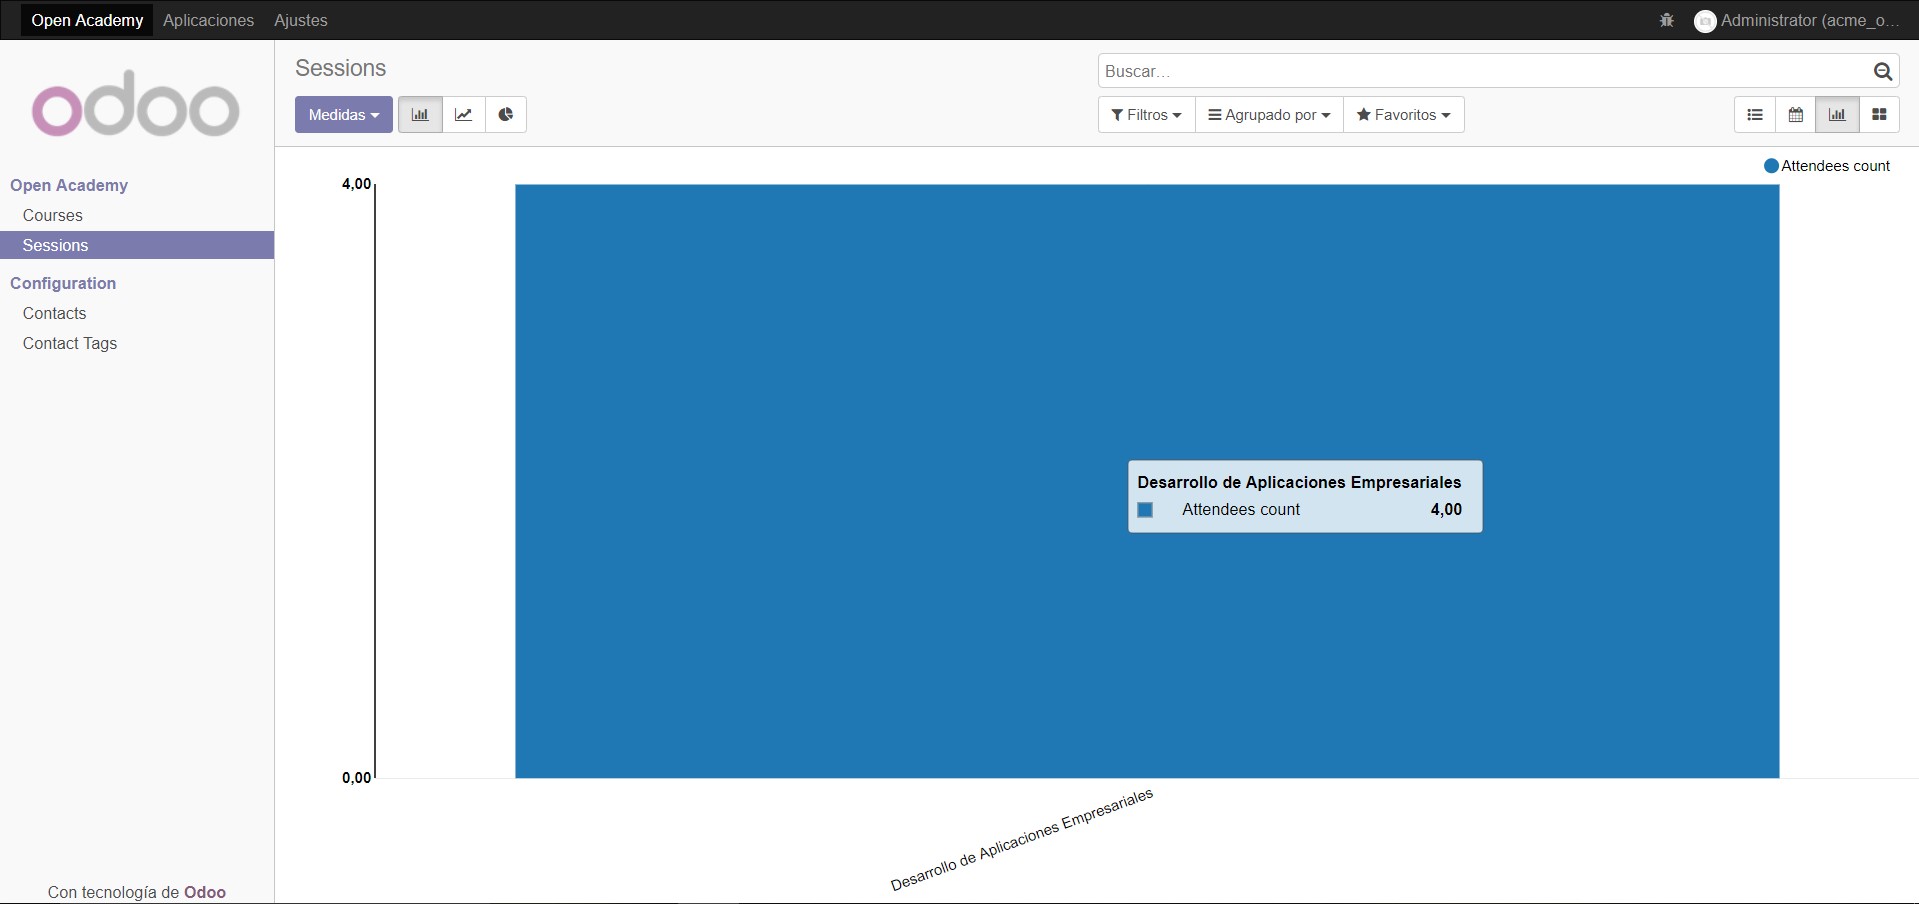 Open Academy Aplicaciones Ajustes Administrator (acme_o...
odoo
Open Academy
Courses
Sessions
Configuration
Contacts
Contact Tags
Con tecnología de Odoo
Sessions
Buscar...
Medidas
Filtros Agrupado por Favoritos
Attendees count
4,00
Desarrollo de Aplicaciones Empresariales
Attendees count 4,00
0,00
Desarrollo de Aplicaciones Empresariales